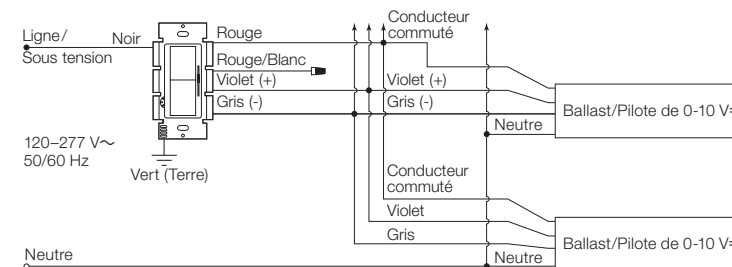 Ligne/
Sous tension
Noir
Rouge
Rouge/Blanc
Violet (+)
Gris (-)
Conducteur
commuté
Violet (+)
Gris (-)
Neutre
Ballast/Pilote de 0-10 V=
120–277 V~
50/60 Hz
Vert (Terre)
Conducteur
commuté
Violet
Gris
Neutre
Ballast/Pilote de 0-10 V=
Neutre